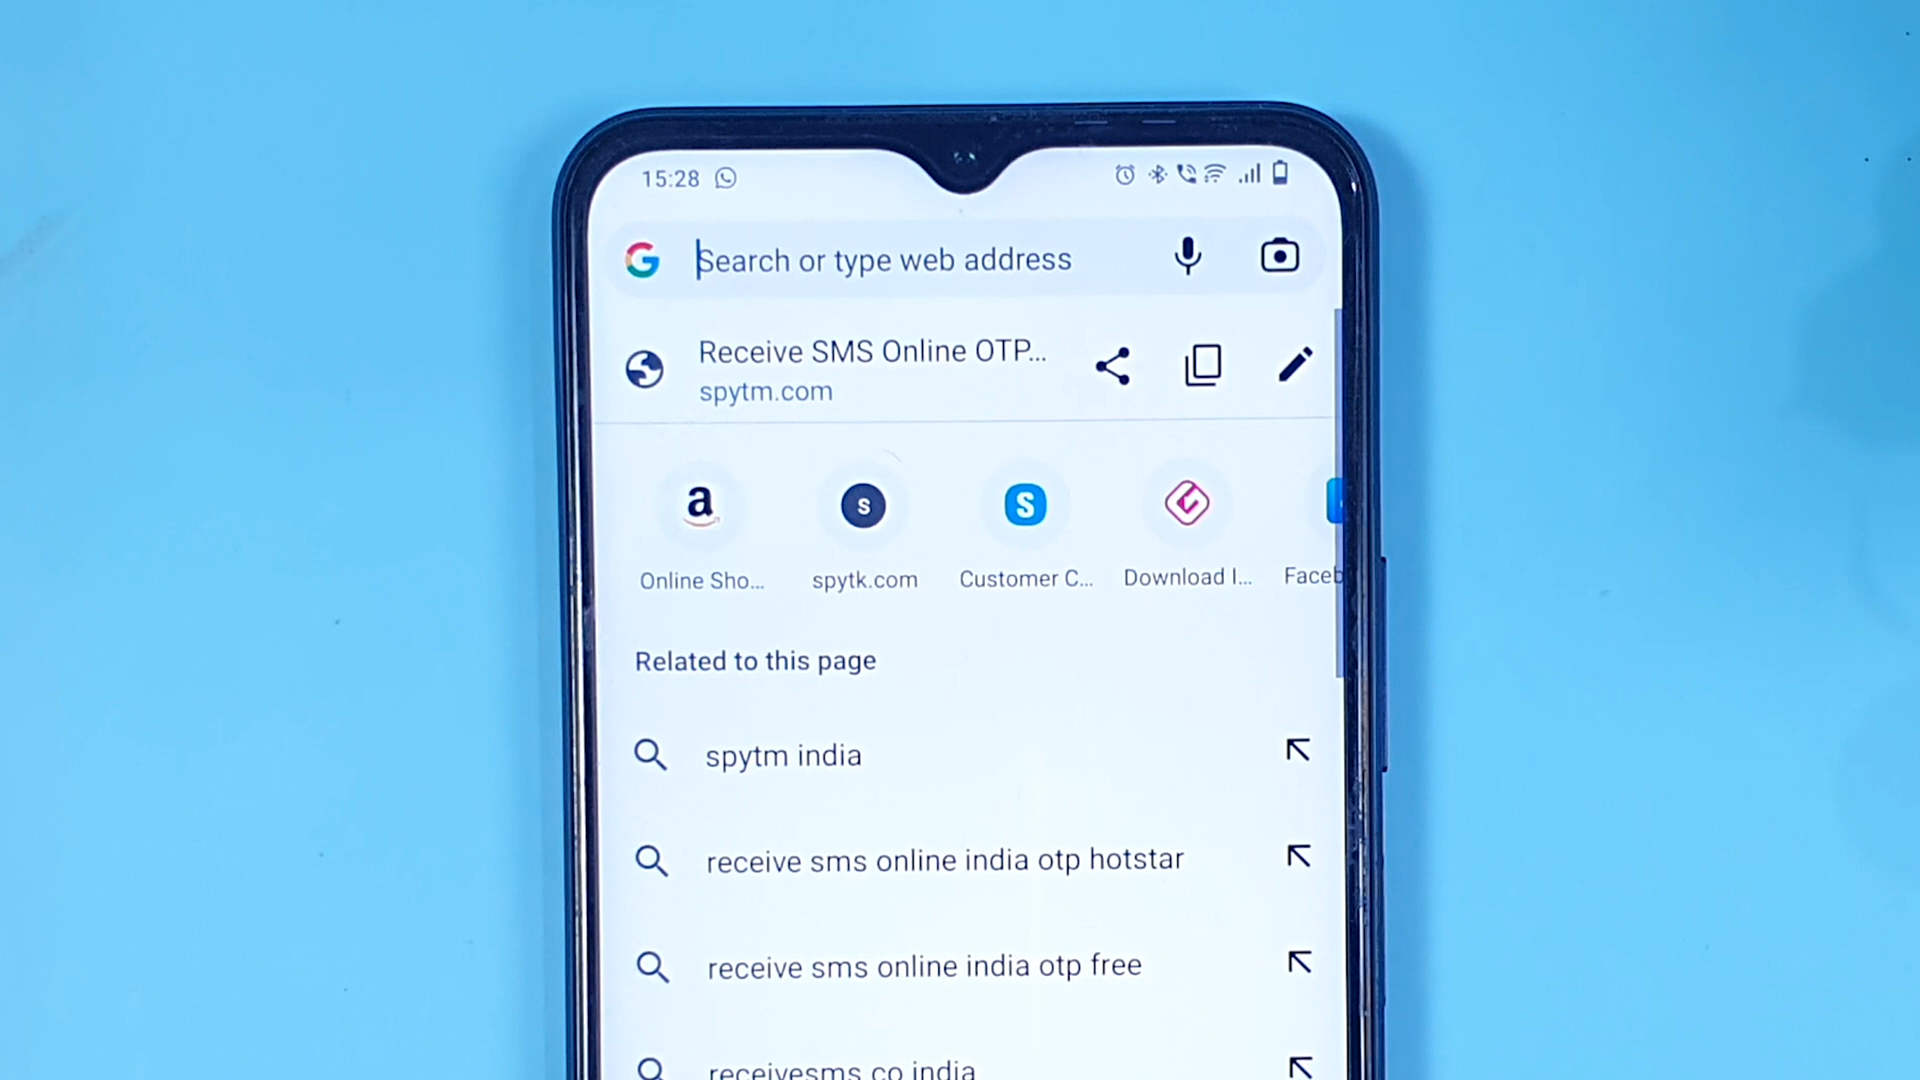 15:28
Search or type web address
Receive SMS Online OTP...
spytm.com
a
s
S
Online Sho...
spytk.com
Customer C...
Download I...
Faceb
Related to this page
spytm india
receive sms online india otp hotstar
receive sms online india otp free
receivesms co india